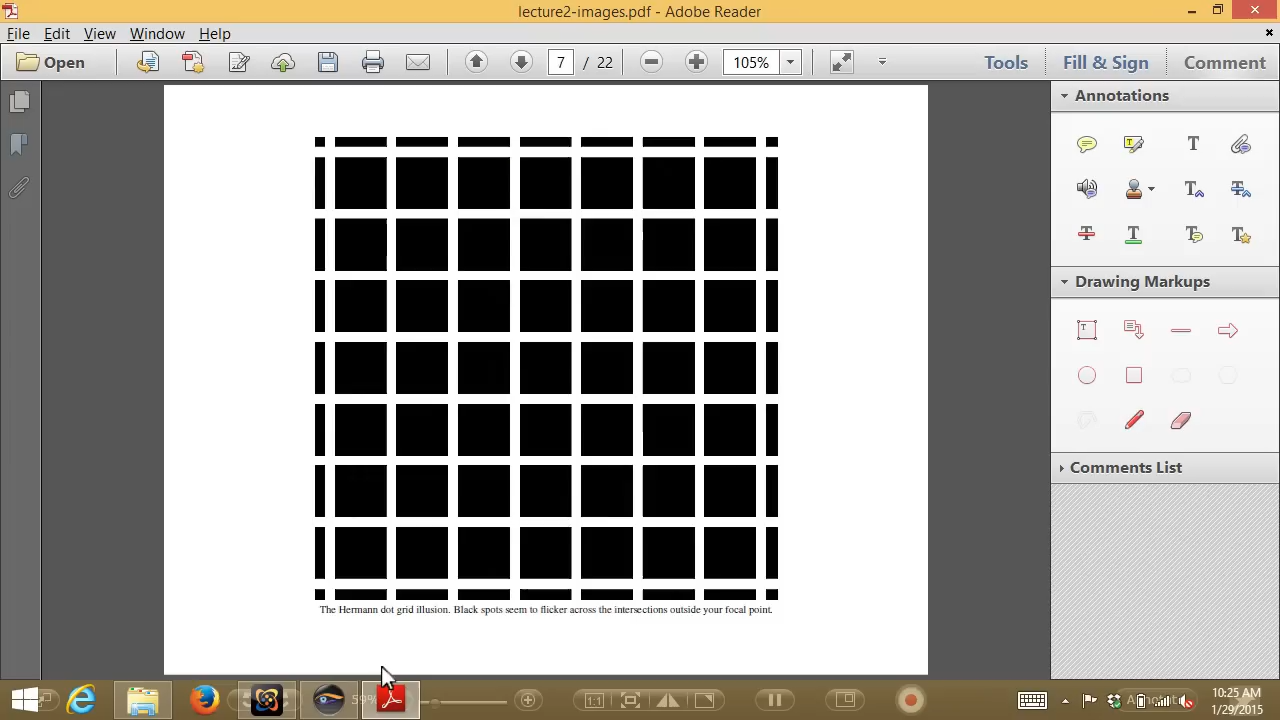 lecture2-images.pdf - Adobe Reader
File Edit View Window Help
Open 7 / 22 105% Tools Fill & Sign Comment
Annotations
Drawing Markups
Comments List
The Hermann dot grid illusion. Black spots seem to flicker across the intersections outside your focal point.
10:25 AM
1/29/2015